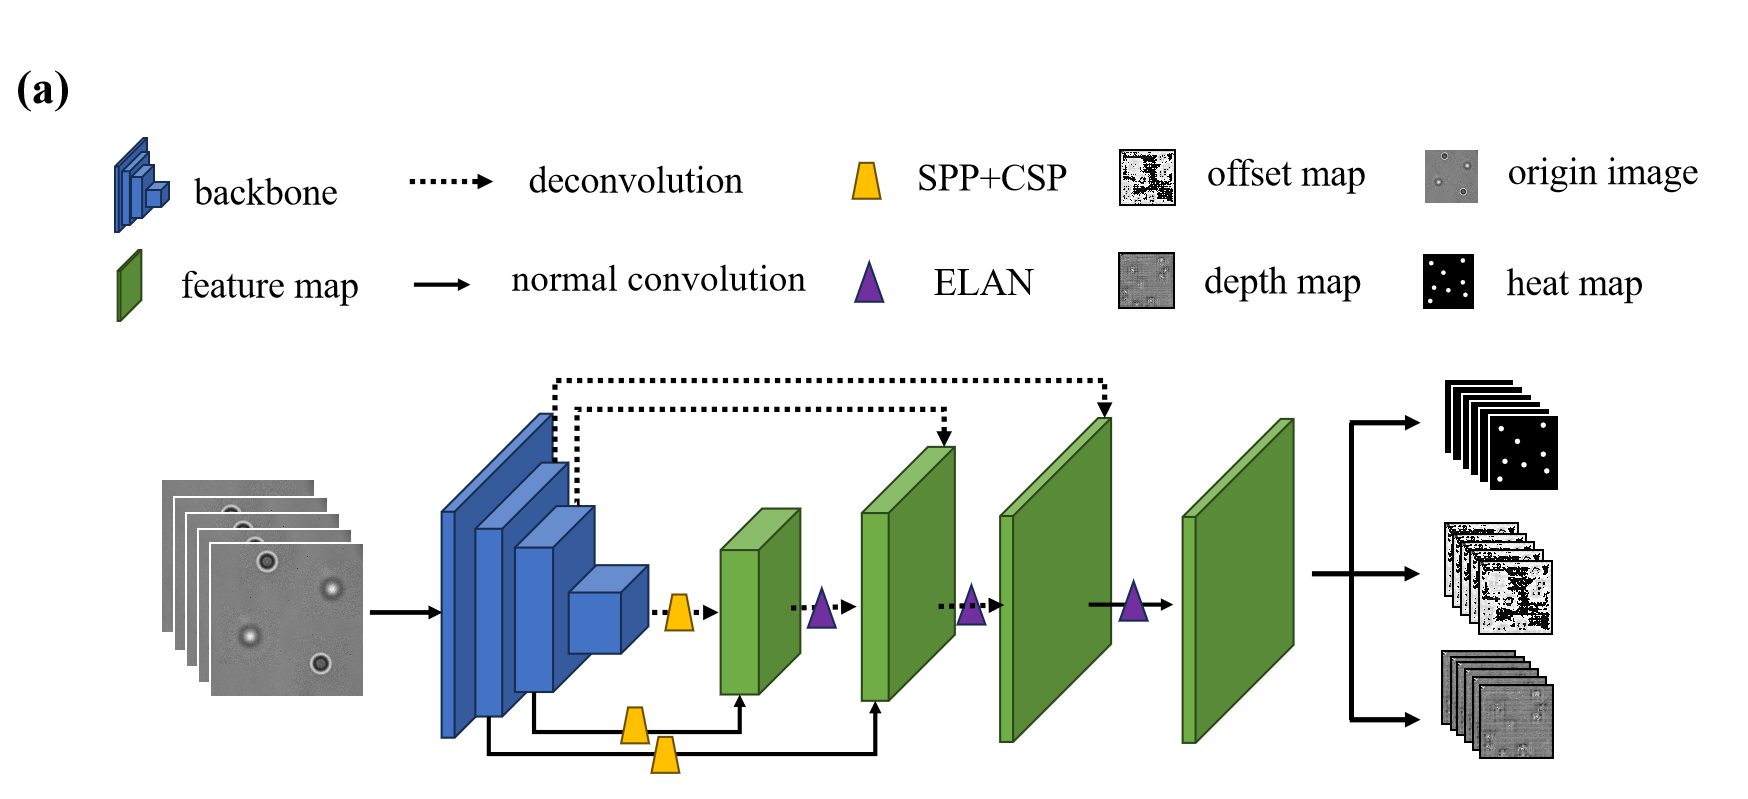 (a)
backbone
deconvolution
SPP+CSP
offset map
origin image
feature map
normal convolution
ELAN
depth map
heat map